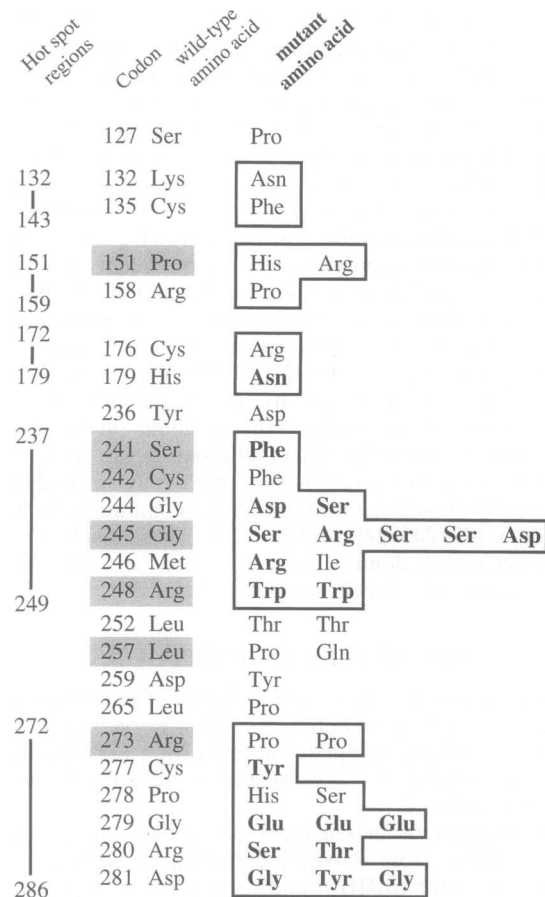 Hot spot regions Codon wild-type amino acid mutant amino acid
127 Ser Pro
132 132 Lys Asn
135 Cys Phe
143
151 151 Pro His Arg
158 Arg Pro
159
172
176 Cys Arg
179 179 His Asn
236 Tyr Asp
237
241 Ser Phe
242 Cys Phe
244 Gly Asp Ser
245 Gly Ser Arg Ser Ser Asp
246 Met Arg Ile
248 Arg Trp Trp
249
252 Leu Thr Thr
257 Leu Pro Gln
259 Asp Tyr
265 Leu Pro
272
273 Arg Pro Pro
277 Cys Tyr
278 Pro His Ser
279 Gly Glu Glu Glu
280 Arg Ser Thr
281 Asp Gly Tyr Gly
286